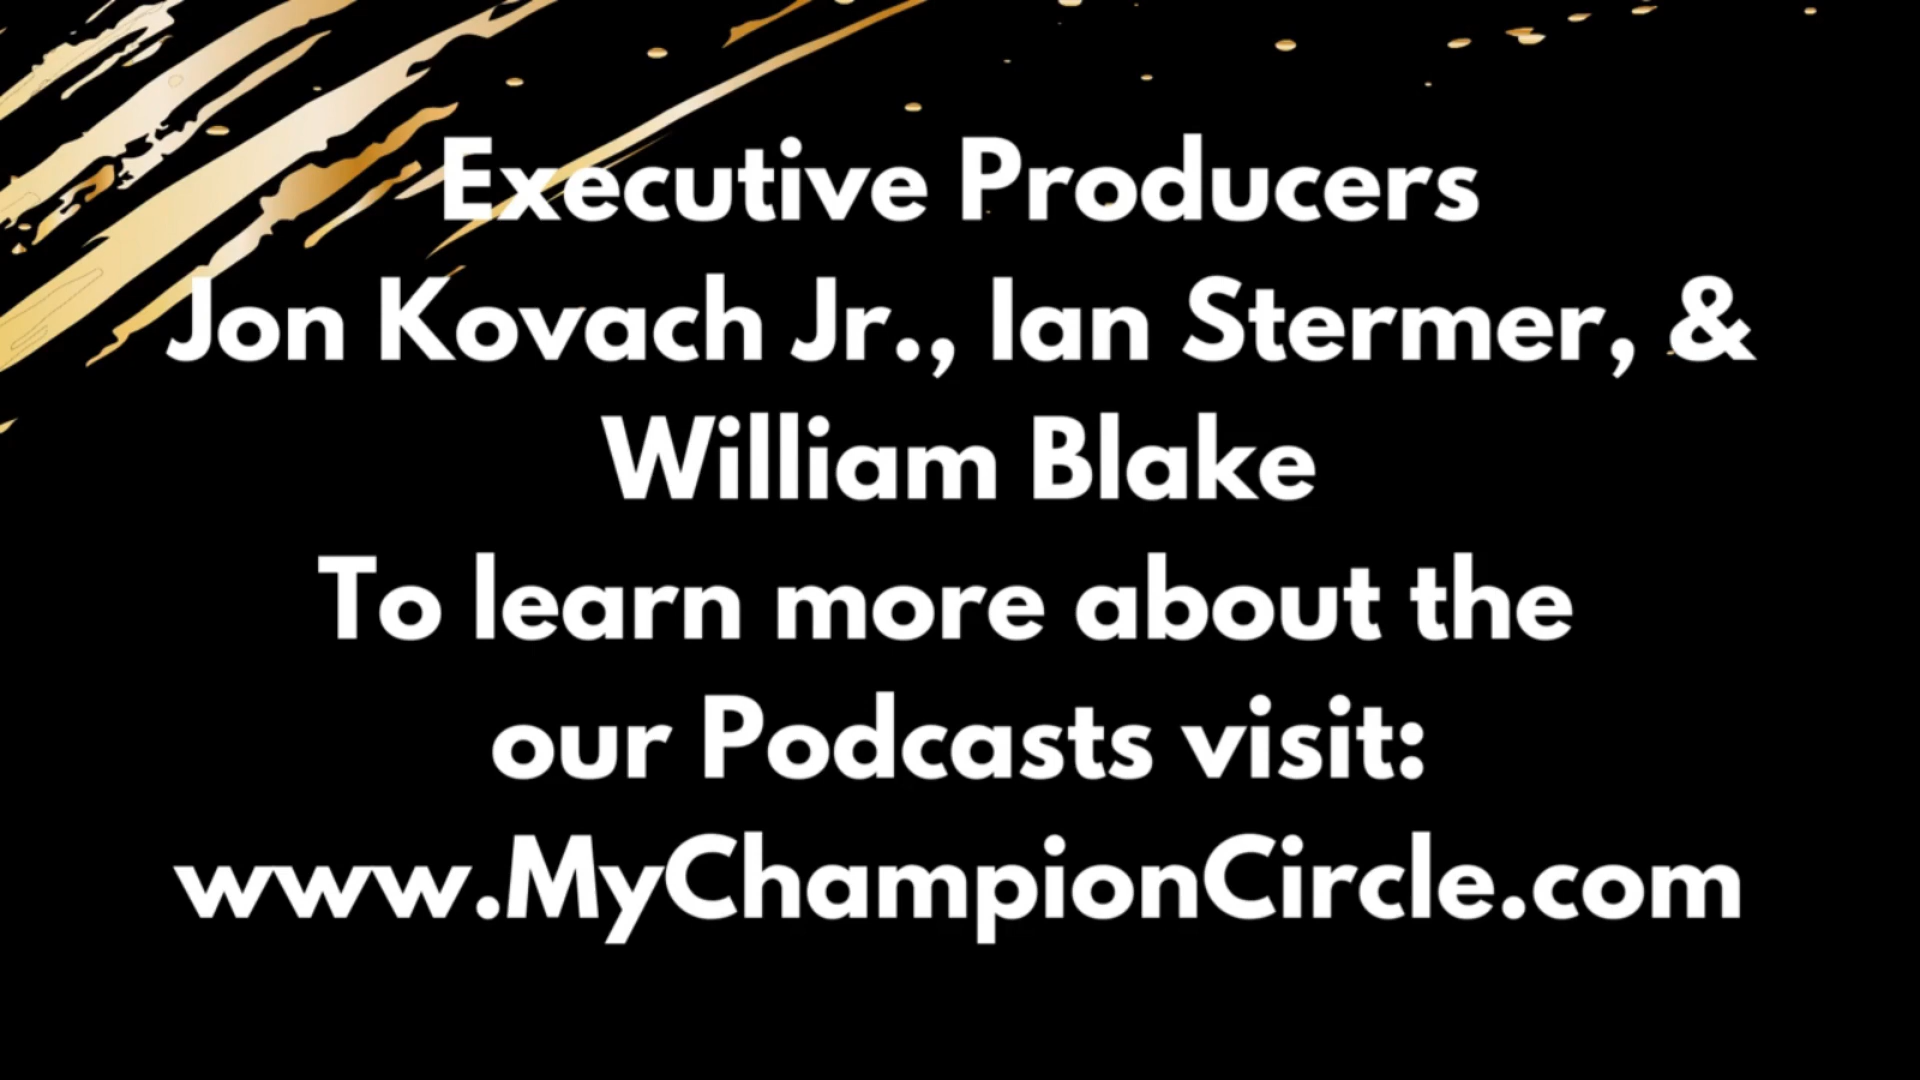 Executive Producers
Jon Kovach Jr., Ian Stermer, &
William Blake
To learn more about the
our Podcasts visit:
www.MyChampionCircle.com